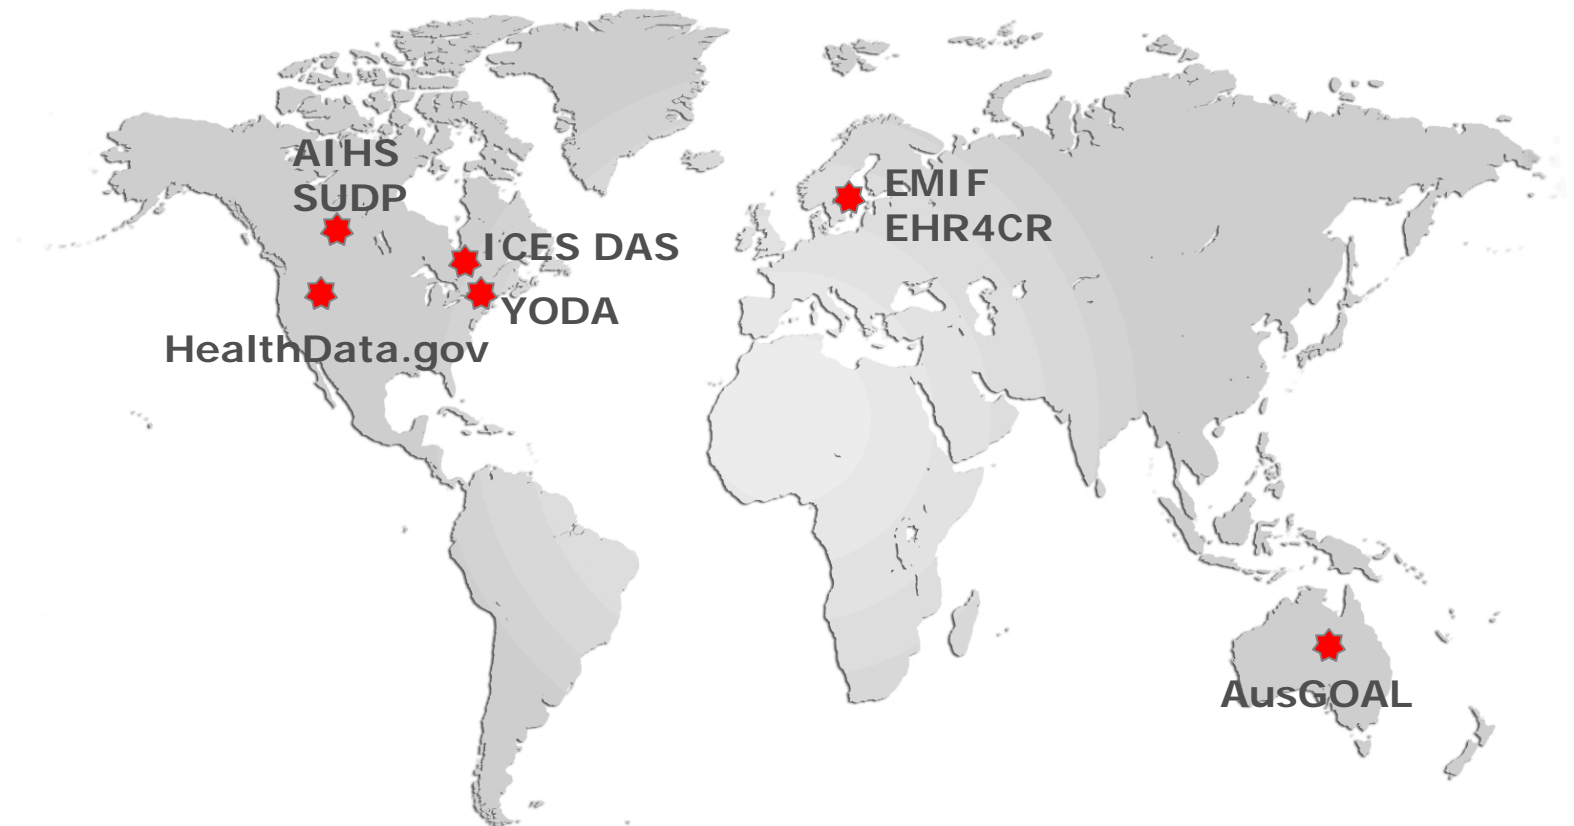 AIHS
SUDP
EMIF
EHR4CR
ICES DAS
YODA
HealthData.gov
AusGOAL